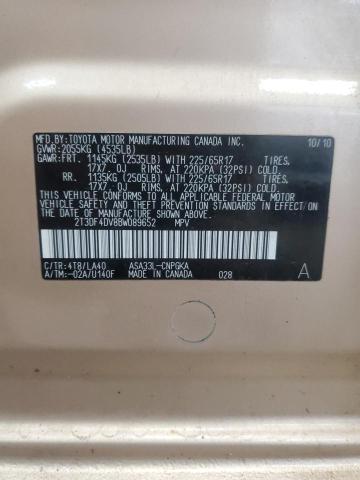 MFD.BY:TOYOTA MOTOR MANUFACTURING CANADA INC. 10/10
GVWR:2055KG (4535LB)
GAWR:FRT. 1145KG (2535LB) WITH 225/65R17 TIRES,
17X7. 0J RIMS, AT 220KPA (32PSI) COLD
RR. 1135KG (2505LB) WITH 225/65R17 TIRES,
17X7. 0J RIMS, AT 220KPA (32PSI) COLD
THIS VEHICLE CONFORMS TO ALL APPLICABLE FEDERAL MOTOR
VEHICLE SAFETY, BUMPER, AND THEFT PREVENTION STANDARDS
IN EFFECT ON THE DATE OF MANUFACTURE SHOWN ABOVE.
2T3DF4DV8BW089652 MPV
C/TR:4T8/LA40 ASA33L-CNPGKA
A/TM:-02A/U140F MADE IN CANADA 028 A